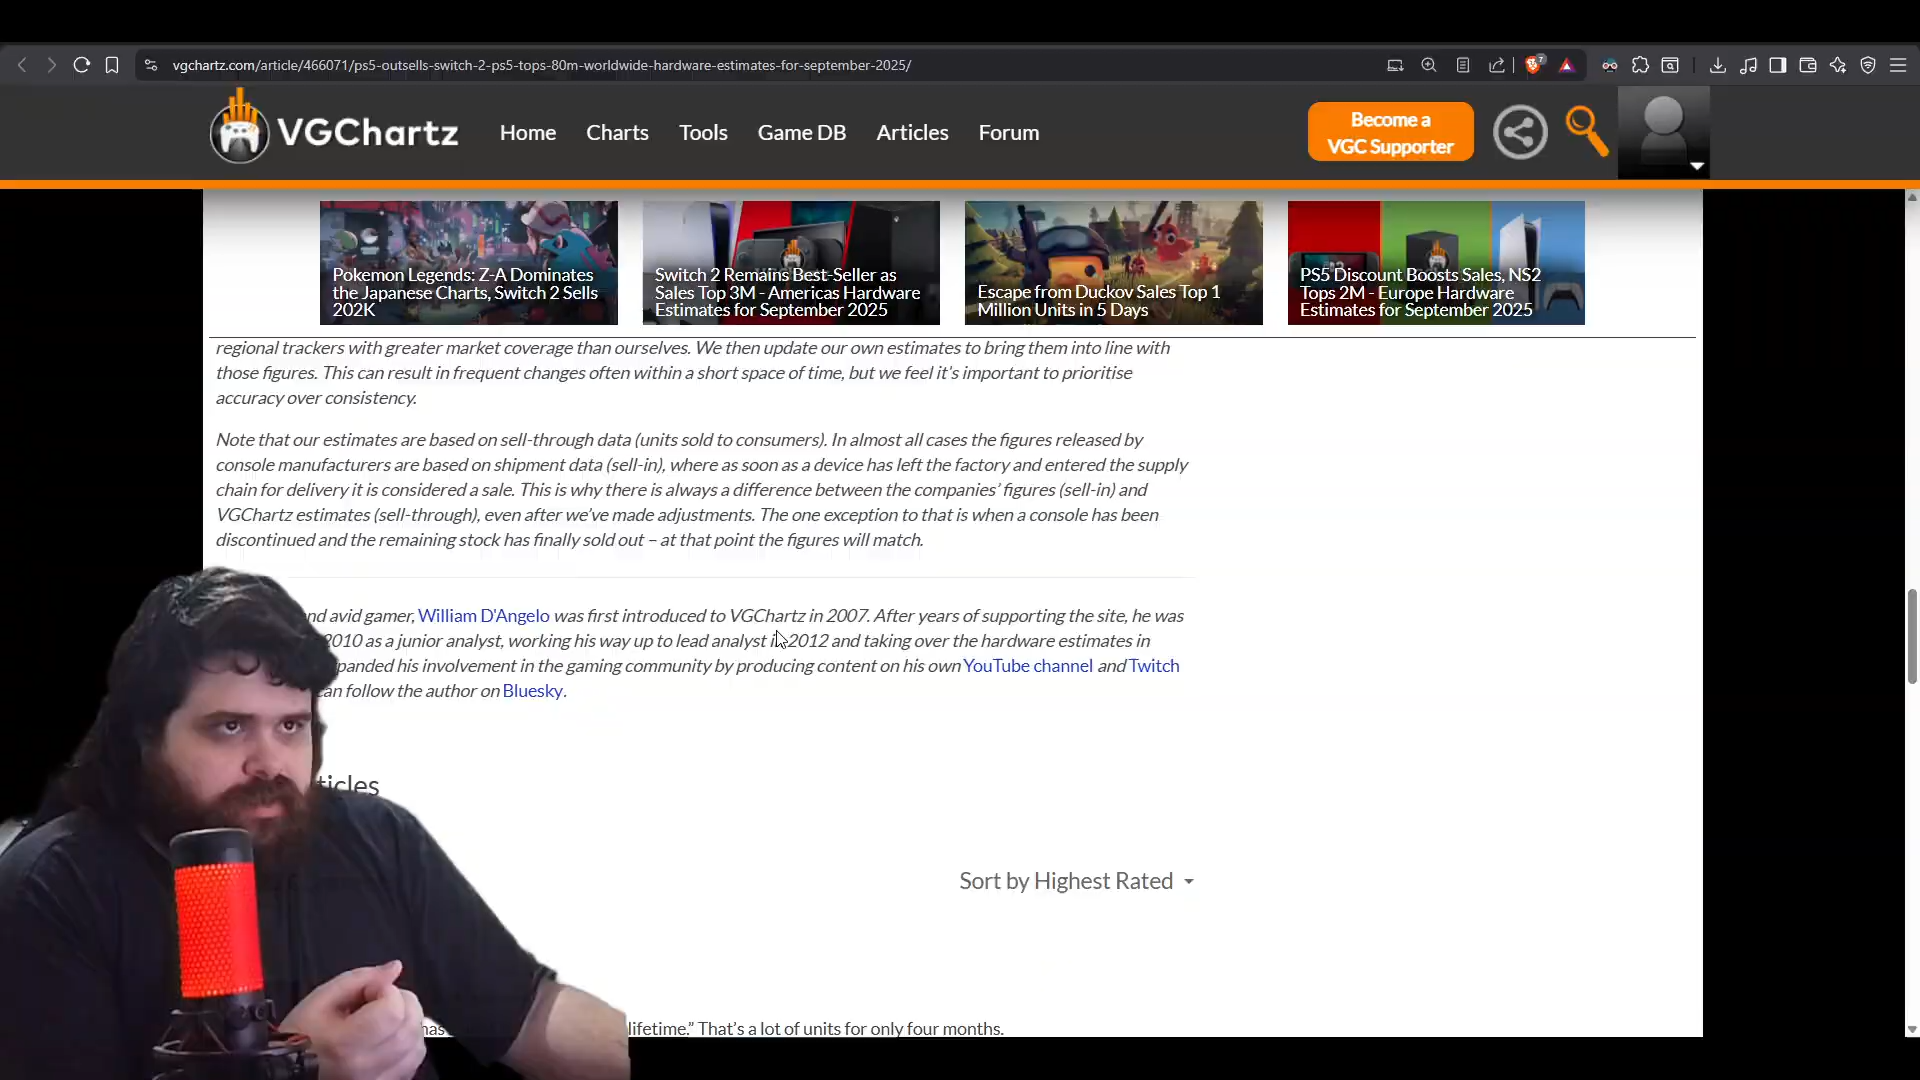 vgchartz.com/article/466071/ps5-outsells-switch-2-ps5-tops-80m-worldwide-hardware-estimates-for-september-2025/
7
VGChartz
Home
Charts
Tools
Game DB
Articles
Forum
Become a
VGC Supporter
Pokemon Legends: Z-A Dominates
the Japanese Charts, Switch 2 Sells
202K
Switch 2 Remains Best-Seller as
Sales Top 3M - Americas Hardware
Estimates for September 2025
Escape from Duckov Sales Top 1
Million Units in 5 Days
PS5 Discount Boosts Sales, NS2
Tops 2M - Europe Hardware
Estimates for September 2025
regional trackers with greater market coverage than ourselves. We then update our own estimates to bring them into line with
those figures. This can result in frequent changes often within a short space of time, but we feel it's important to prioritise
accuracy over consistency.
Note that our estimates are based on sell-through data (units sold to consumers). In almost all cases the figures released by
console manufacturers are based on shipment data (sell-in), where as soon as a device has left the factory and entered the supply
chain for delivery it is considered a sale. This is why there is always a difference between the companies’ figures (sell-in) and
VGChartz estimates (sell-through), even after we’ve made adjustments. The one exception to that is when a console has been
discontinued and the remaining stock has finally sold out – at that point the figures will match.
and avid gamer, William D'Angelo was first introduced to VGChartz in 2007. After years of supporting the site, he was
2010 as a junior analyst, working his way up to lead analyst in 2012 and taking over the hardware estimates in
panded his involvement in the gaming community by producing content on his own YouTube channel and Twitch
can follow the author on Bluesky.
ticles
Sort by Highest Rated
has
lifetime.” That’s a lot of units for only four months.